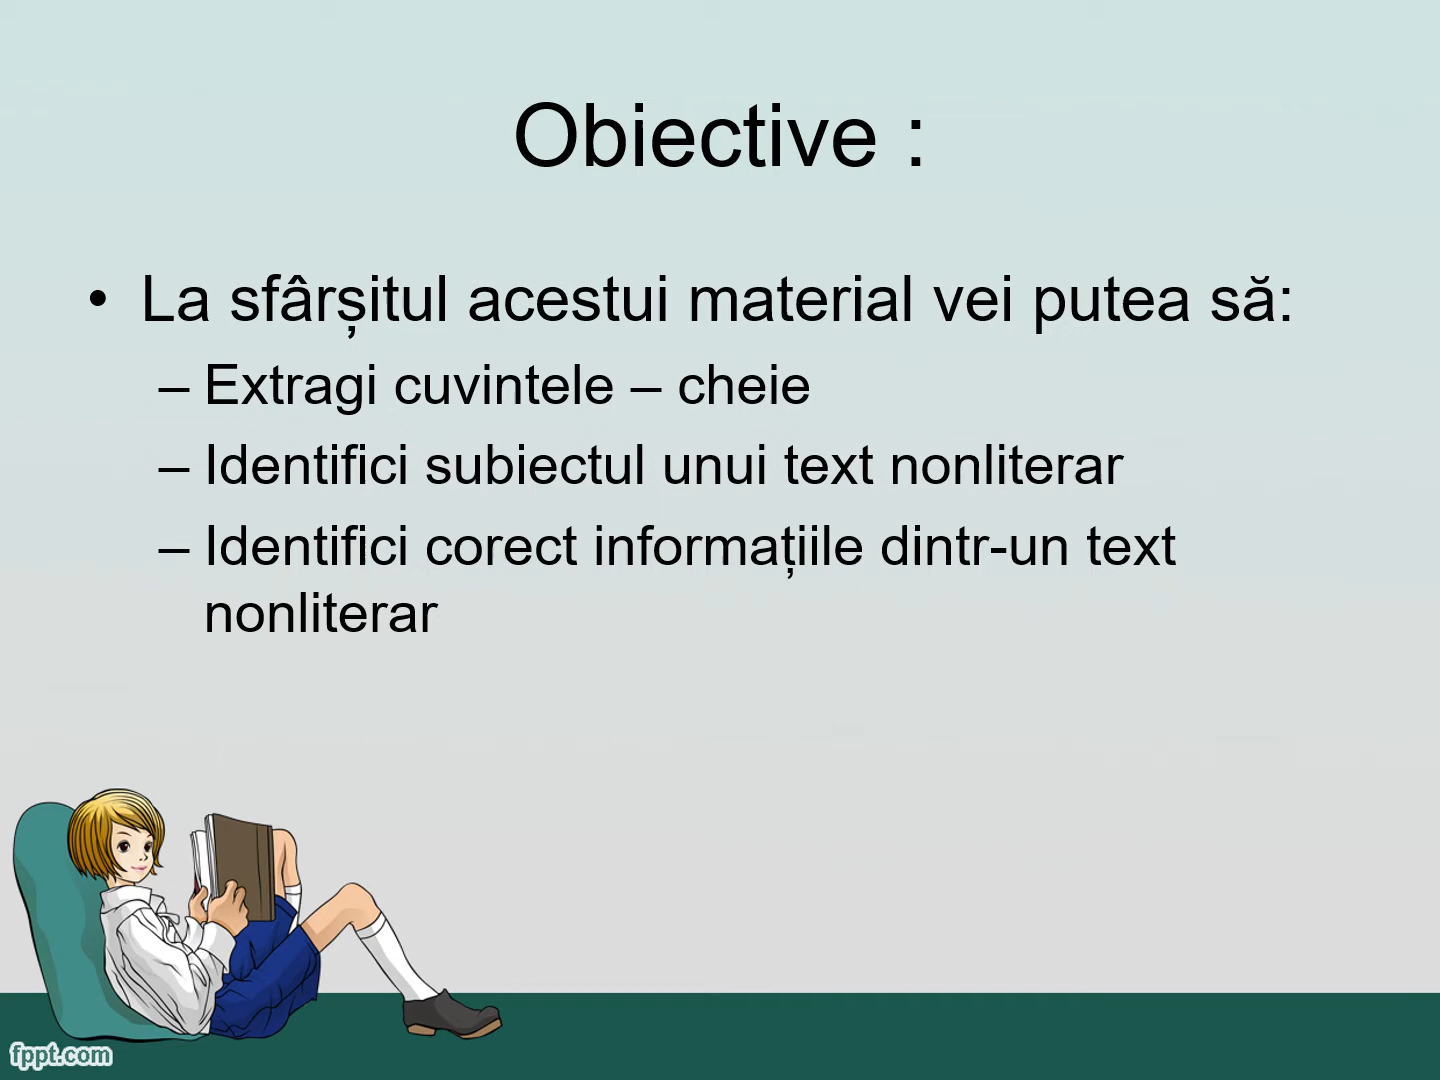 Obiective :
• La sfârșitul acestui material vei putea să:
– Extragi cuvintele – cheie
– Identifici subiectul unui text nonliterar
– Identifici corect informațiile dintr-un text
nonliterar
fppt.com